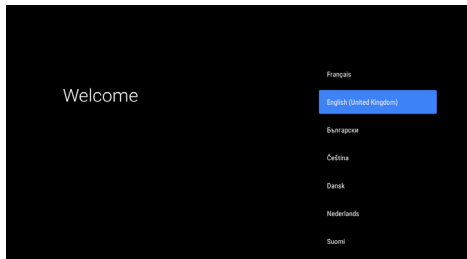 Welcome
Français
English (United Kingdom)
Български
Čeština
Dansk
Nederlands
Suomi